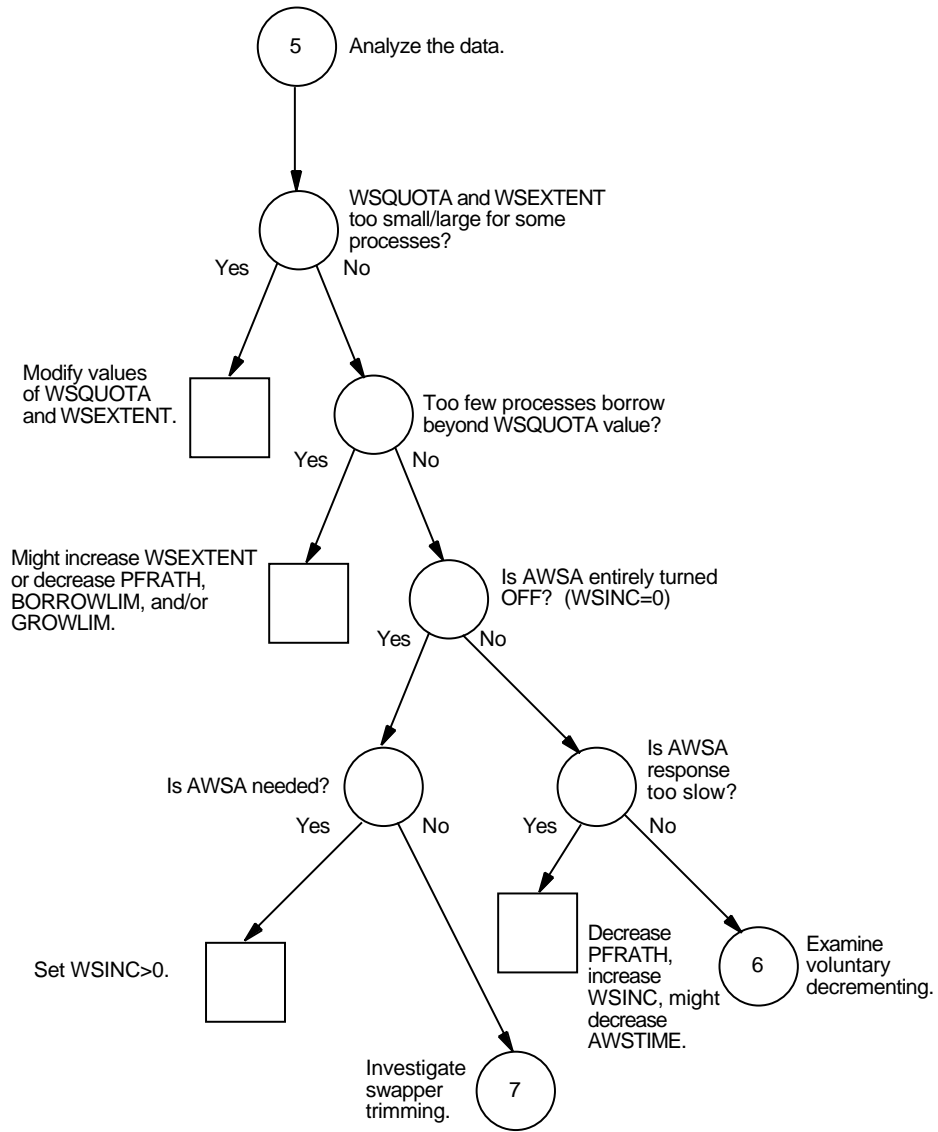 5
Analyze the data.
WSQUOTA and WSEXTENT
too small/large for some
processes?
Yes
No
Modify values
of WSQUOTA
and WSEXTENT.
Too few processes borrow
beyond WSQUOTA value?
Yes
No
Might increase WSEXTENT
or decrease PFRATH,
BORROWLIM, and/or
GROWLIM.
Is AWSA entirely turned
OFF? (WSINC=0)
Yes
No
Is AWSA needed?
Yes
No
Is AWSA
response
too slow?
Yes
No
Set WSINC>0.
Decrease
PFRATH,
increase
WSINC, might
decrease
AWSTIME.
6
Examine
voluntary
decrementing.
Investigate
swapper
trimming.
7